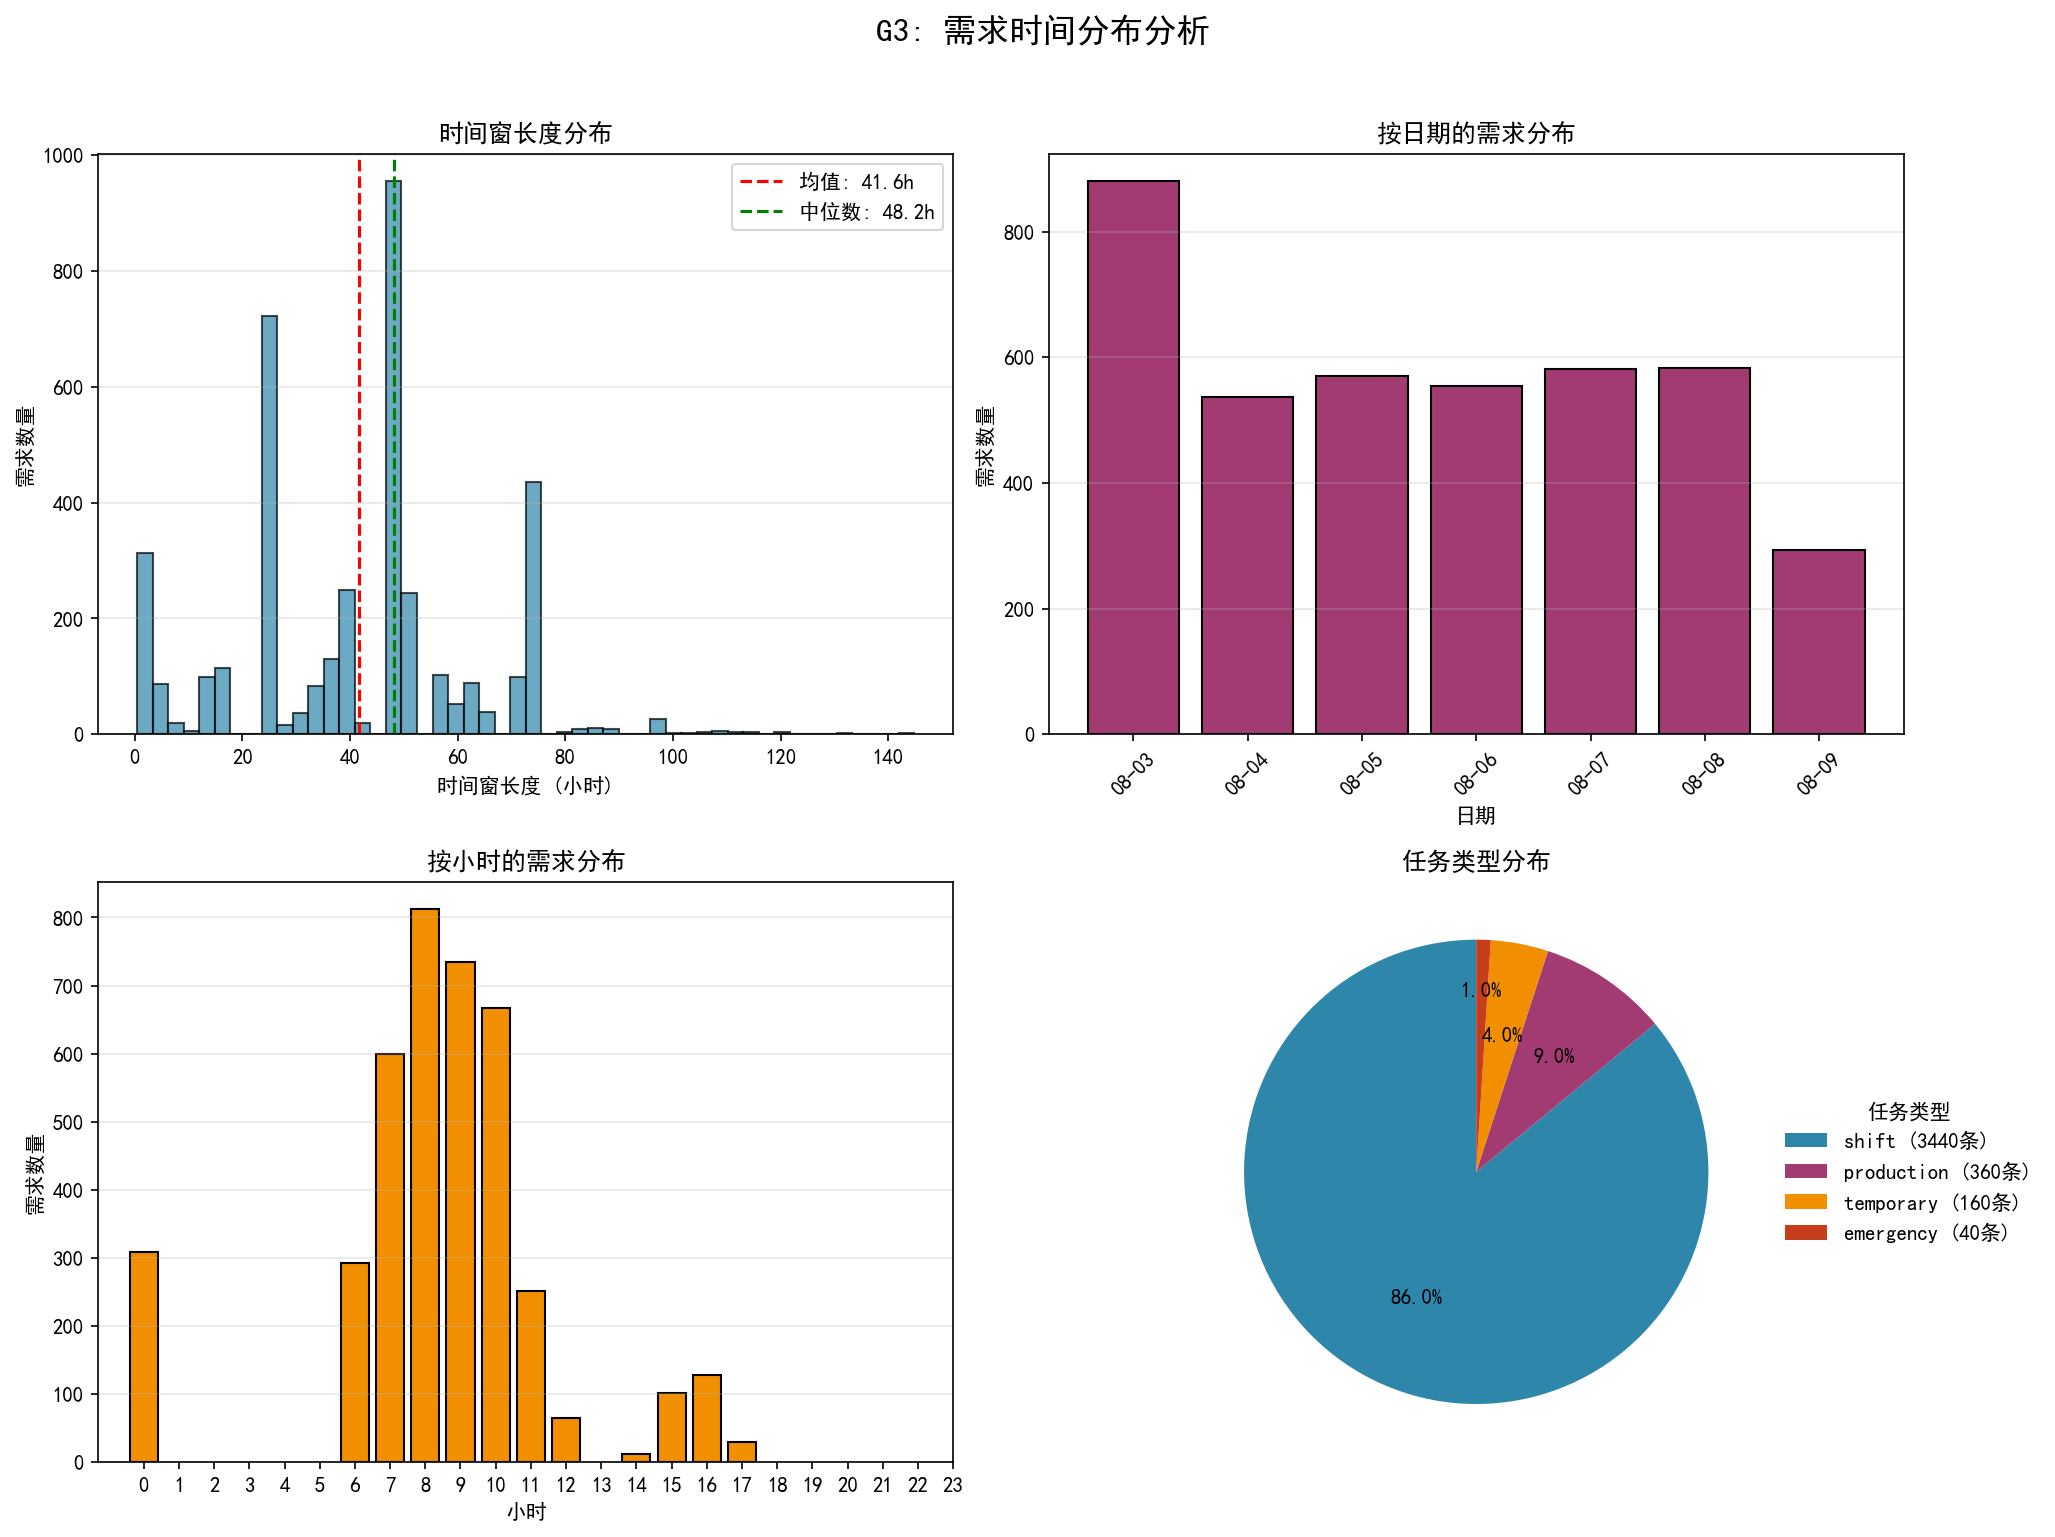 G3: 需求时间分布分析
时间窗长度分布
1000
800
600
400
200
0
需求数量
均值: 41.6h
中位数: 48.2h
0 20 40 60 80 100 120 140
时间窗长度 (小时)
按日期的需求分布
800
600
400
200
0
需求数量
08-03 08-04 08-05 08-06 08-07 08-08 08-09
日期
按小时的需求分布
800
700
600
500
400
300
200
100
0
需求数量
0 1 2 3 4 5 6 7 8 9 10 11 12 13 14 15 16 17 18 19 20 21 22 23
小时
任务类型分布
1.0%
4.0%
9.0%
86.0%
任务类型
shift (3440条)
production (360条)
temporary (160条)
emergency (40条)